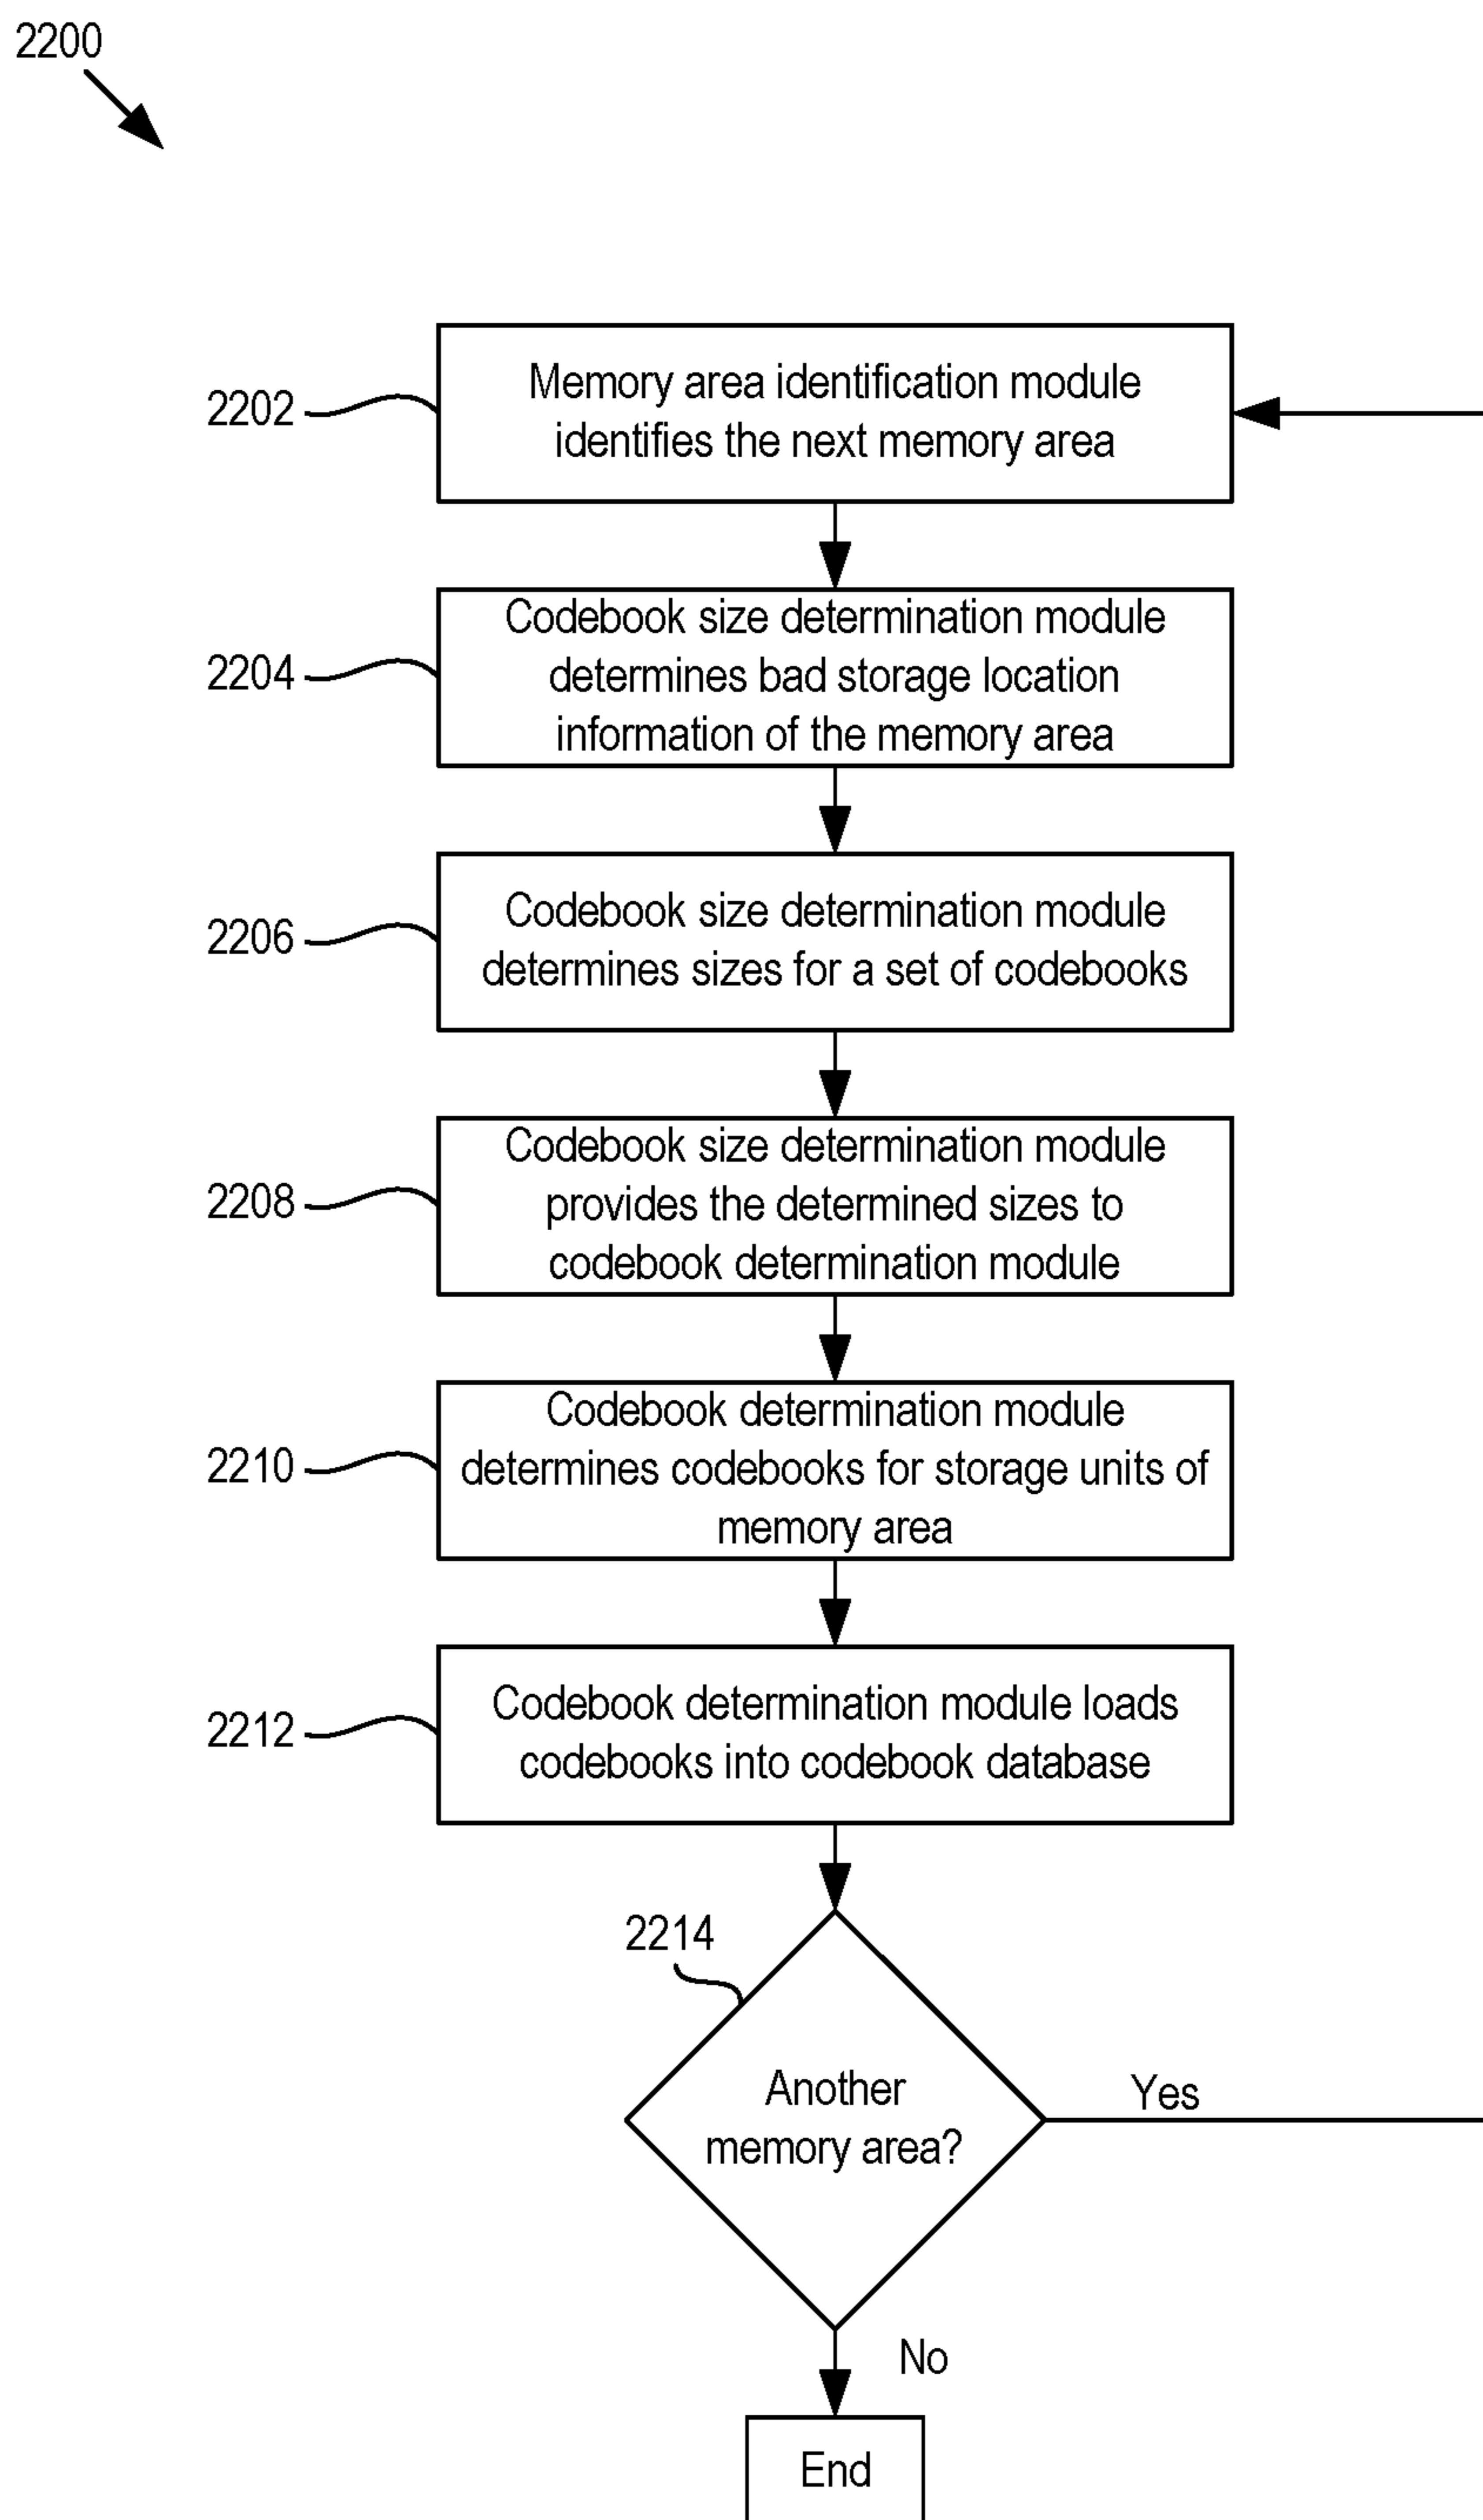 2200
2202
Memory area identification module
identifies the next memory area
2204
Codebook size determination module
determines bad storage location
information of the memory area
2206
Codebook size determination module
determines sizes for a set of codebooks
2208
Codebook size determination module
provides the determined sizes to
codebook determination module
2210
Codebook determination module
determines codebooks for storage units of
memory area
2212
Codebook determination module loads
codebooks into codebook database
2214
Another
memory area?
Yes
No
End